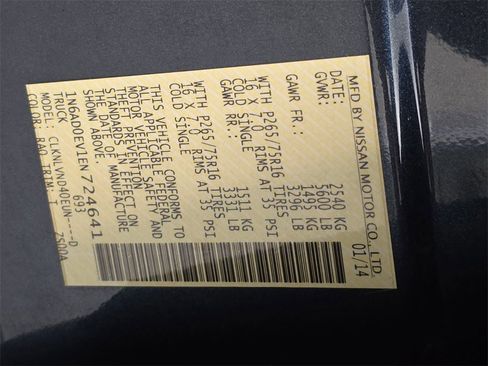 MFD BY NISSAN MOTOR CO., LTD.
DATE: 01/14
GVWR: 2540 KG
5600 LB
GAWR FR.: 1493 KG
WITH P265/75R16 TIRES
16 X 7.0 RIMS AT 35 PSI
COLD SINGLE
GAWR RR.: 1511 KG
3331 LB
WITH P265/75R16 TIRES
16 X 7.0 RIMS AT 35 PSI
COLD SINGLE
THIS VEHICLE CONFORMS TO
ALL APPLICABLE FEDERAL
MOTOR VEHICLE SAFETY AND
THEFT PREVENTION
STANDARDS IN EFFECT ON
THE DATE OF MANUFACTURE
SHOWN ABOVE.
1N6AD0EV1EN724641
TRUCK 693
COLOR: TRIM: